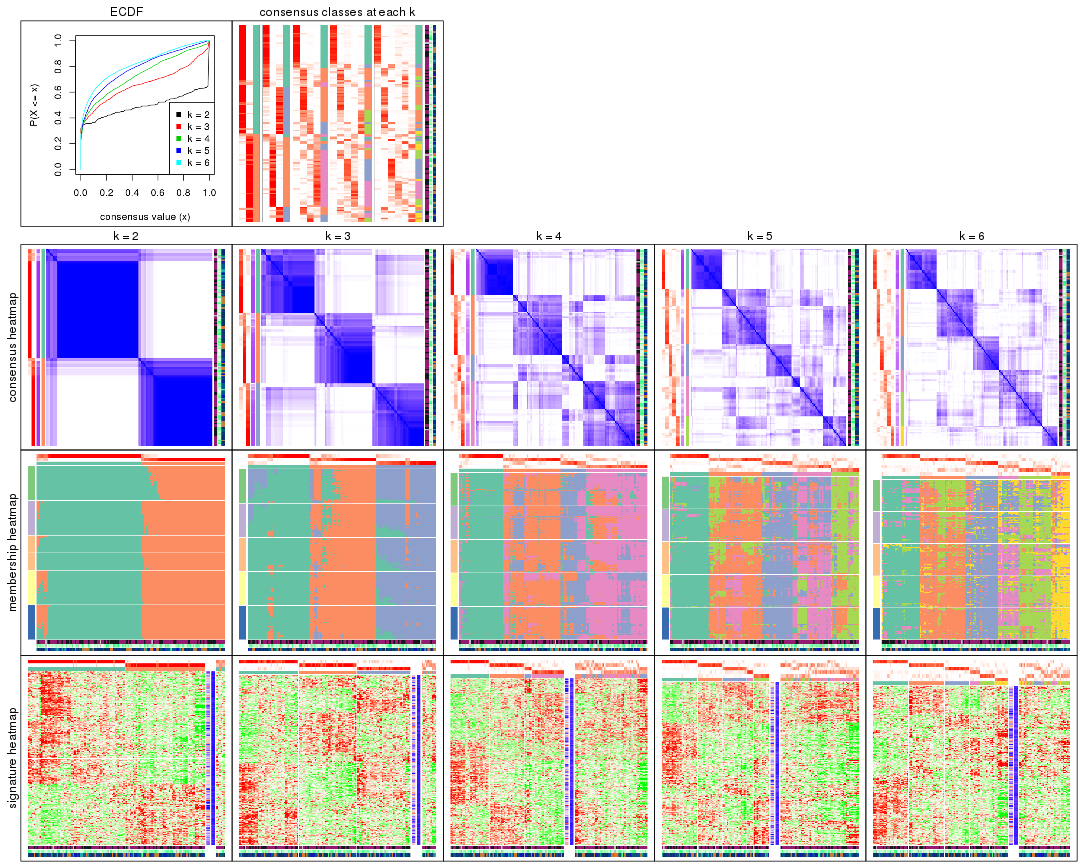 ECDF
consensus classes at each k
P(X <= x)
0.0 0.2 0.4 0.6 0.8 1.0
k = 2
k = 3
k = 4
k = 5
k = 6
0.0 0.2 0.4 0.6 0.8 1.0
consensus value (x)
k = 2
k = 3
k = 4
k = 5
k = 6
consensus heatmap
membership heatmap
signature heatmap